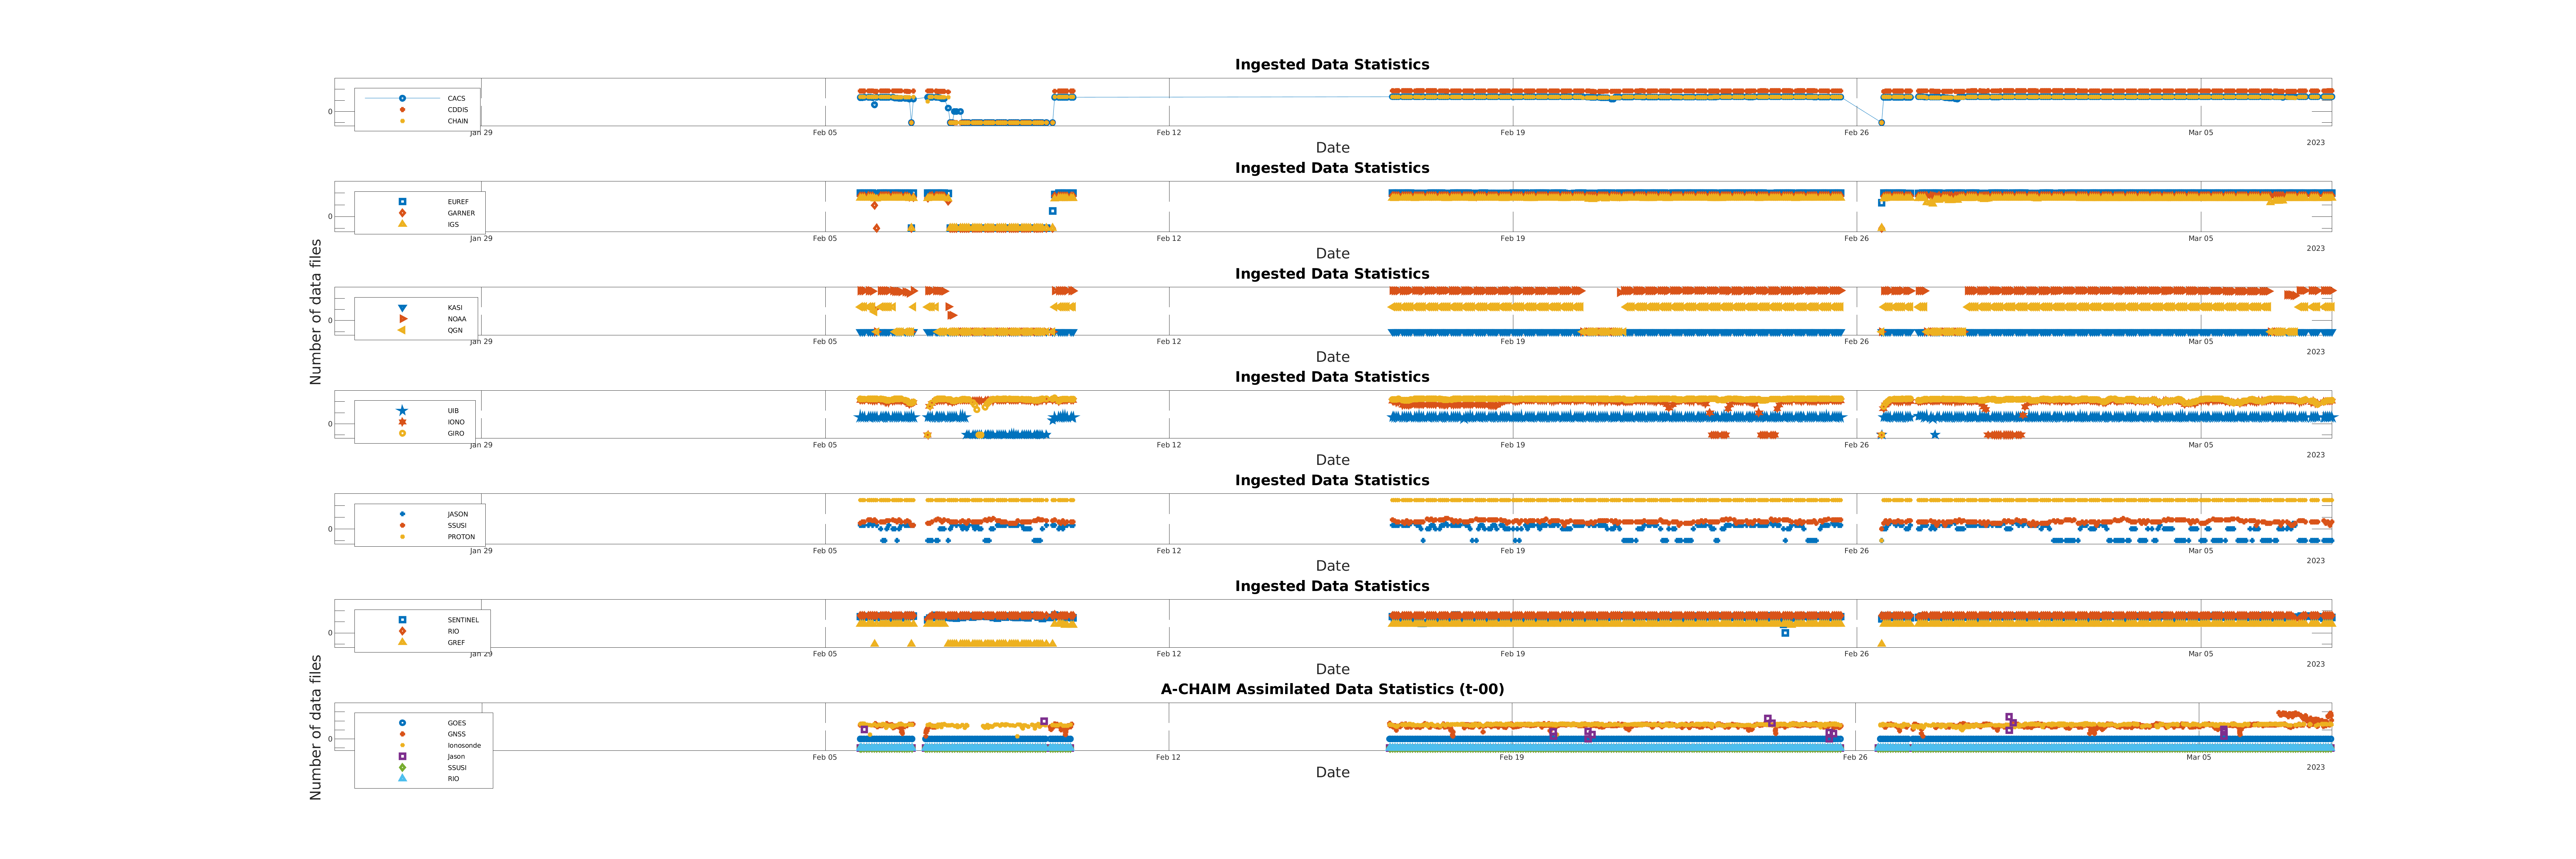 Ingested Data Statistics
CACS
CDDIS
CHAIN
0
Jan 29 Feb 05 Feb 12 Feb 19 Feb 26 Mar 05
Date 2023
Ingested Data Statistics
EUREF
GARNER
IGS
0
Jan 29 Feb 05 Feb 12 Feb 19 Feb 26 Mar 05
Date 2023
Number of data files
Ingested Data Statistics
KASI
NOAA
QGN
0
Jan 29 Feb 05 Feb 12 Feb 19 Feb 26 Mar 05
Date 2023
Ingested Data Statistics
UIB
IONO
GIRO
0
Jan 29 Feb 05 Feb 12 Feb 19 Feb 26 Mar 05
Date 2023
Ingested Data Statistics
JASON
SSUSI
PROTON
0
Jan 29 Feb 05 Feb 12 Feb 19 Feb 26 Mar 05
Date 2023
Ingested Data Statistics
SENTINEL
RIO
GREF
0
Jan 29 Feb 05 Feb 12 Feb 19 Feb 26 Mar 05
Date 2023
Number of data files
A-CHAIM Assimilated Data Statistics (t-00)
GOES
GNSS
Ionosonde
Jason
SSUSI
RIO
0
Feb 05 Feb 12 Feb 19 Feb 26 Mar 05
Date 2023